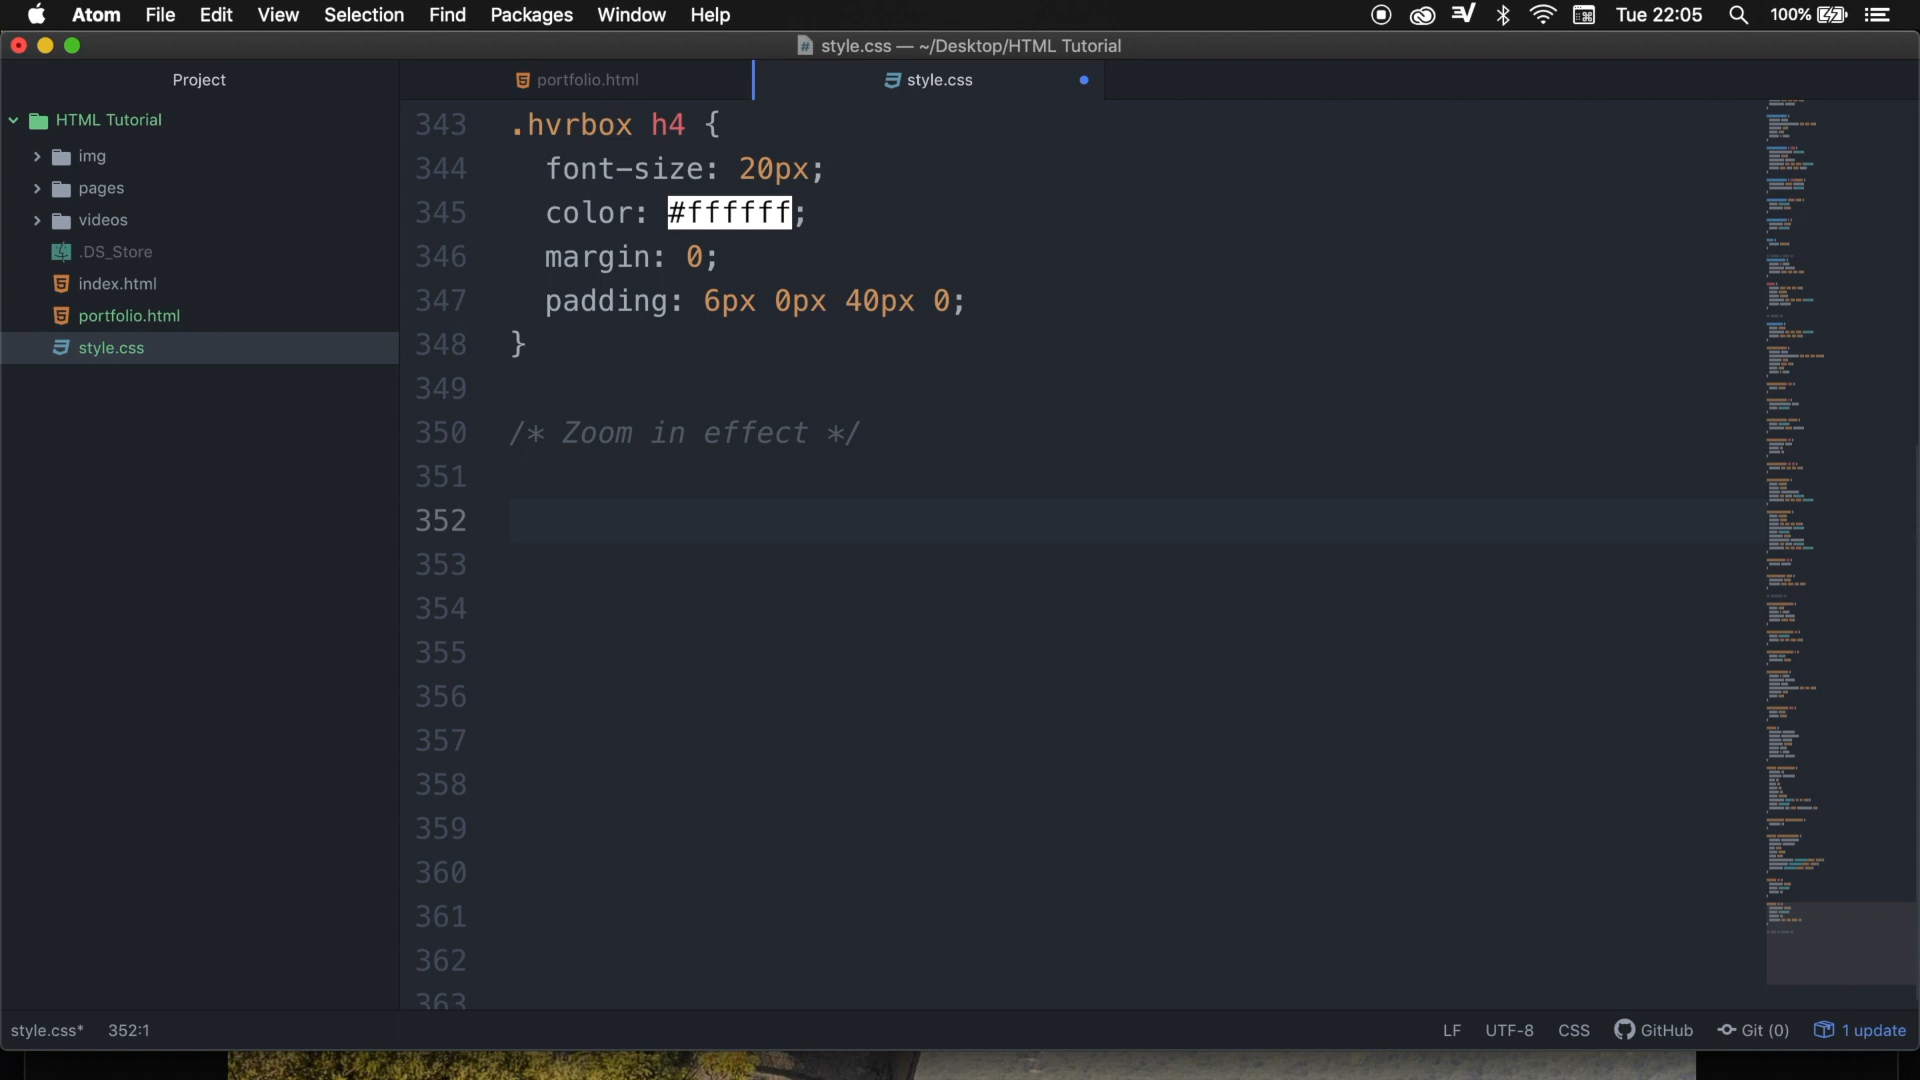 Atom File Edit View Selection Find Packages Window Help Tue 22:05 100%
style.css — ~/Desktop/HTML Tutorial
Project
portfolio.html
style.css
HTML Tutorial
img
pages
videos
.DS_Store
index.html
portfolio.html
style.css
343 .hvrbox h4 {
344 font-size: 20px;
345 color: #ffffff;
346 margin: 0;
347 padding: 6px 0px 40px 0;
348 }
349
350 /* Zoom in effect */
351
352
353
354
355
356
357
358
359
360
361
362
363
style.css* 352:1 LF UTF-8 CSS GitHub Git (0) 1 update